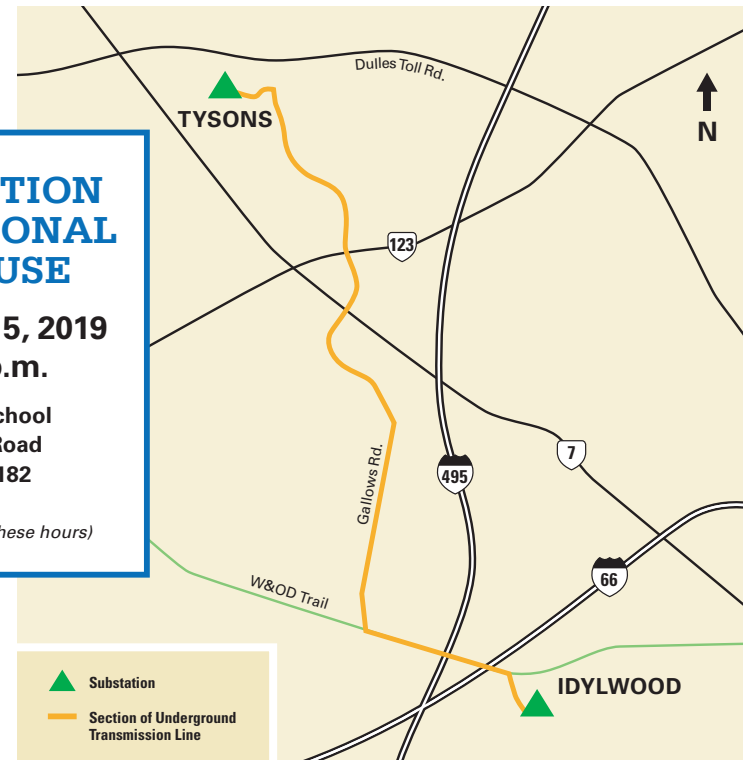 Dulles Toll Rd.
TYSONS
N
TION
ONAL
USE
5, 2019
p.m.
chool
Road
182
hese hours)
123
Gallows Rd.
495
7
66
W&OD Trail
IDYLWOOD
Substation
Section of Underground
Transmission Line